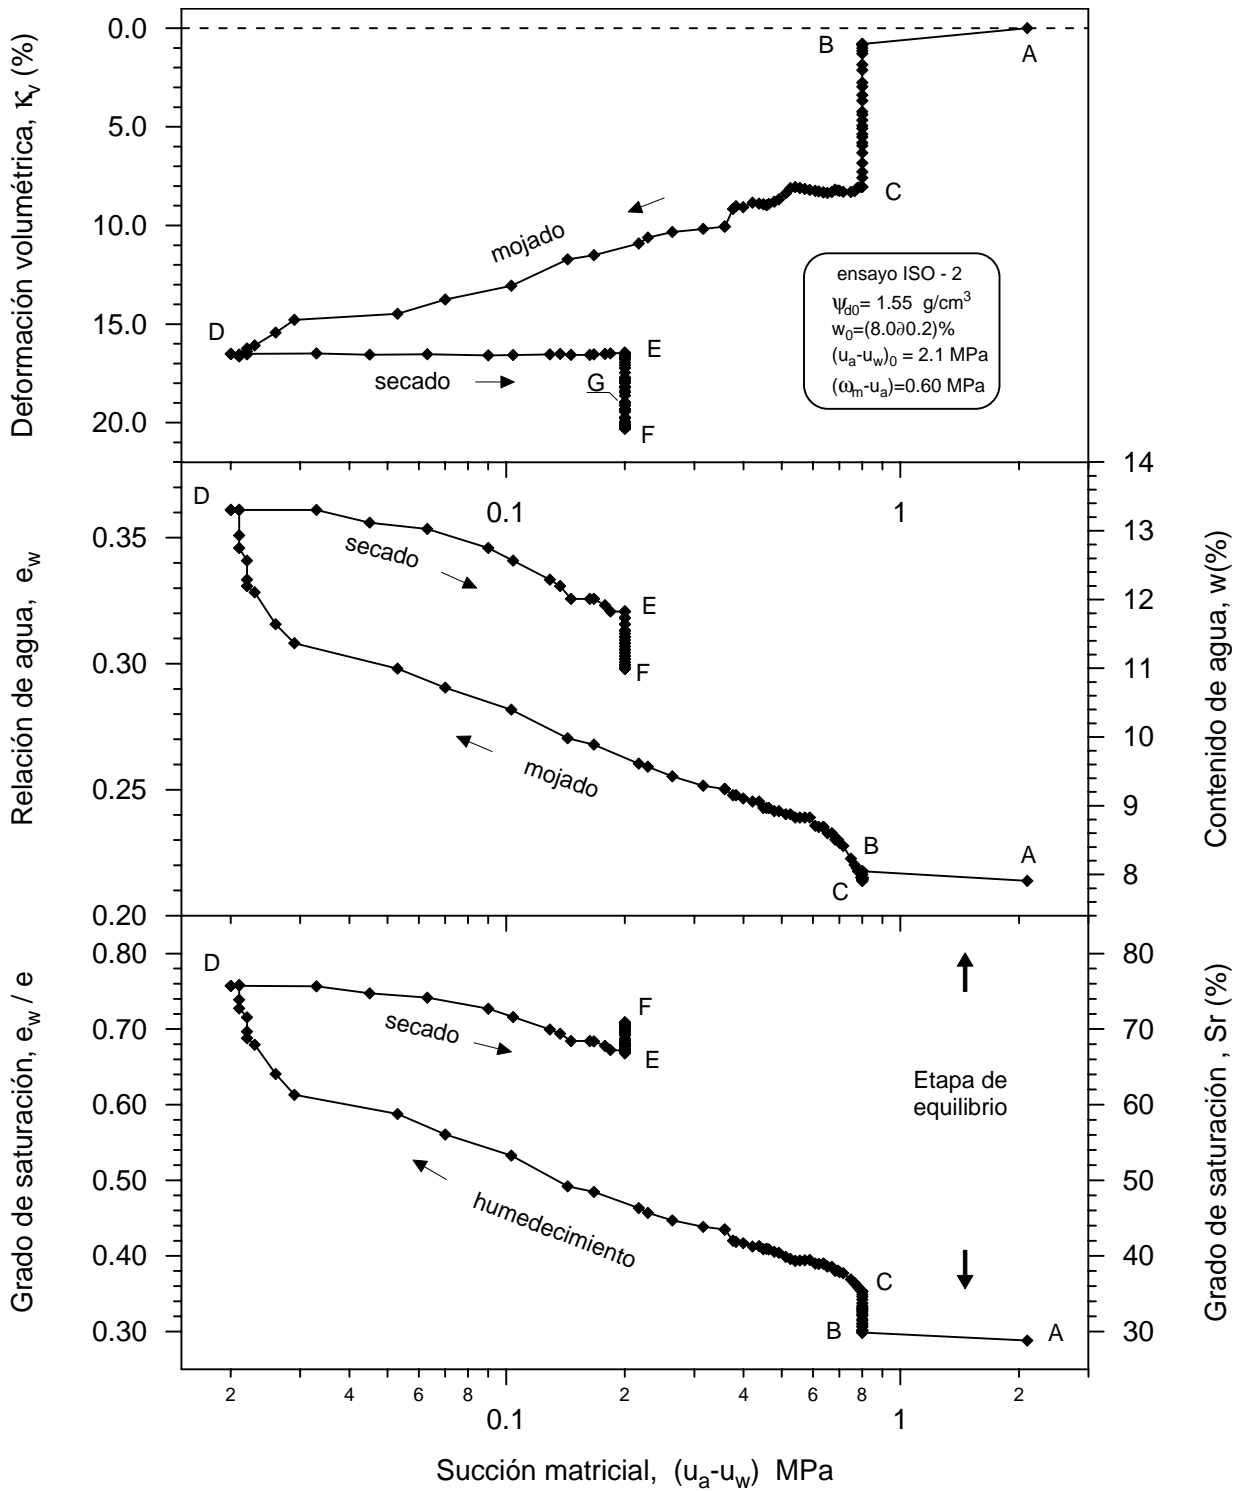 Deformación volumétrica, κv (%)
0.0
5.0
10.0
15.0
20.0
A
B
C
mojado
D
E
secado
G
F
ensayo ISO - 2
ψd0= 1.55 g/cm3
w0=(8.0∂0.2)%
(ua-uw)0 = 2.1 MPa
(ωm-ua)=0.60 MPa
Relación de agua, ew
0.35
0.30
0.25
0.20
0.1
1
Contenido de agua, w(%)
14
13
12
11
10
9
8
D
secado
E
F
mojado
B
A
C
Grado de saturación, ew / e
0.80
0.70
0.60
0.50
0.40
0.30
Grado de saturación , Sr (%)
80
70
60
50
40
30
D
F
secado
E
Etapa de
equilibrio
humedecimiento
C
B
A
2
4
6
8
2
4
6
8
2
0.1
1
Succión matricial, (ua-uw) MPa